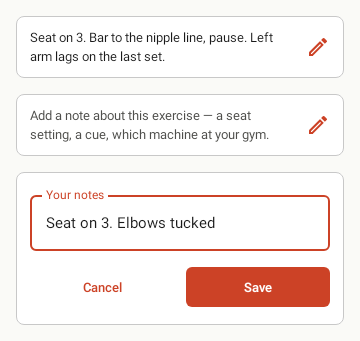 Seat on 3. Bar to the nipple line, pause. Left
arm lags on the last set.
Add a note about this exercise — a seat
setting, a cue, which machine at your gym.
Your notes
Seat on 3. Elbows tucked
Cancel
Save